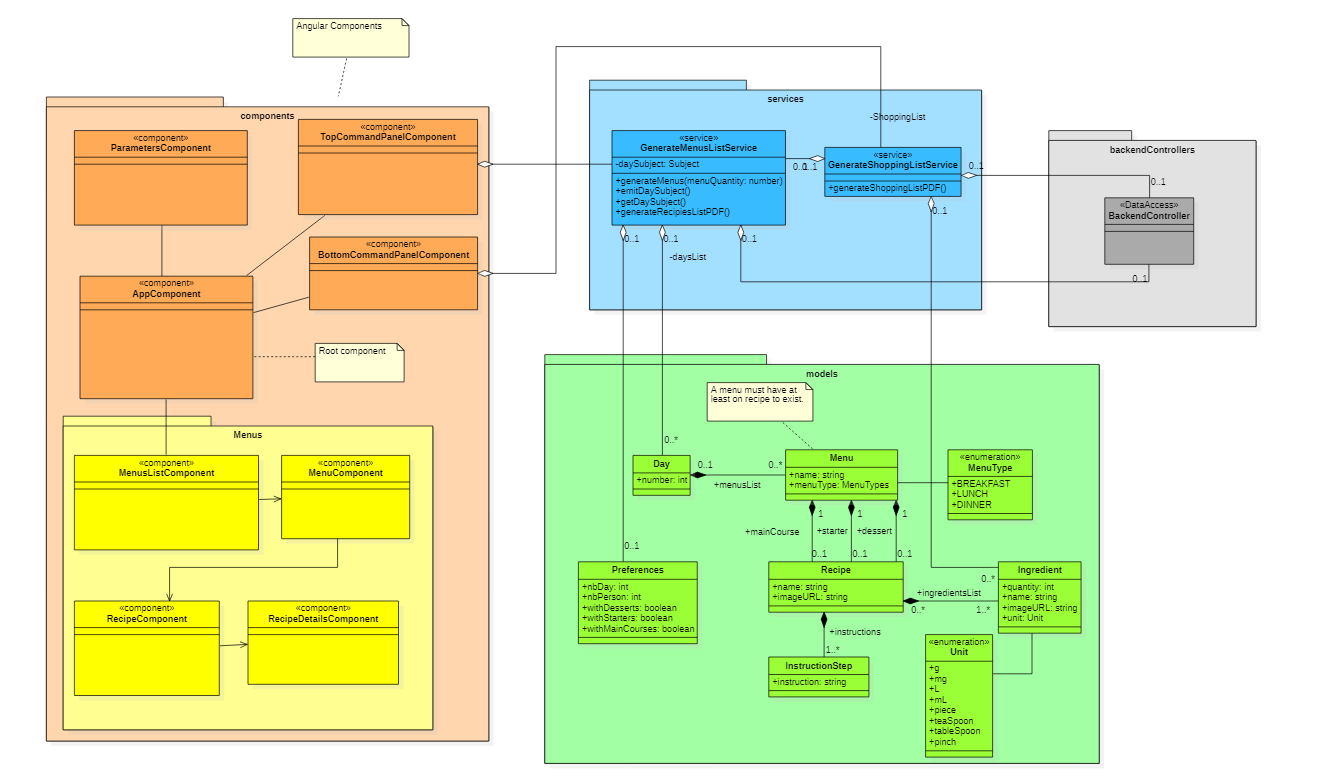 Angular Components
components
«component»
ParametersComponent
«component»
TopCommandPanelComponent
«component»
BottomCommandPanelComponent
«component»
AppComponent
Root component
Menus
«component»
MenusListComponent
«component»
MenuComponent
«component»
RecipeComponent
«component»
RecipeDetailsComponent
services
-ShoppingList
«service»
GenerateMenusListService
-daySubject: Subject
+generateMenus(menuQuantity: number)
+emitDaySubject()
+getDaySubject()
+generateRecipiesListPDF()
0..1
0..1
«service»
GenerateShoppingListService
+generateShoppingListPDF()
0..1
0..1
0..1
0..1
0..1
-daysList
backendControllers
0..1
«DataAccess»
BackendController
0..1
models
A menu must have at
least on recipe to exist.
0..*
Day
+number: int
0..1
0..*
+menusList
Menu
+name: string
+menuType: MenuTypes
«enumeration»
MenuType
+BREAKFAST
+LUNCH
+DINNER
1
1
1
+mainCourse
+starter
+dessert
0..1
0..1
0..1
0..1
Preferences
+nbDay: int
+nbPerson: int
+withDesserts: boolean
+withStarters: boolean
+withMainCourses: boolean
Recipe
+name: string
+imageURL: string
+ingredientsList
0..*
1..*
0..*
Ingredient
+quantity: int
+name: string
+imageURL: string
+unit: Unit
+instructions
1..*
InstructionStep
+instruction: string
«enumeration»
Unit
+g
+mg
+L
+mL
+piece
+teaSpoon
+tableSpoon
+pinch